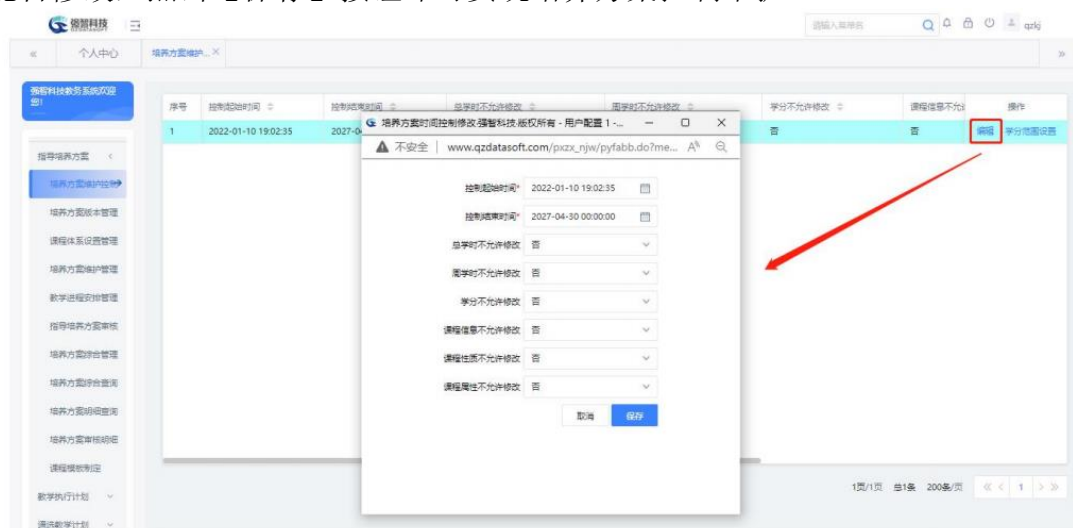 强智科技
请输入菜单名
qzkj
个人中心
培养方案维护...×
强智科技教务系统欢迎您!
指导培养方案
培养方案维护控制
培养方案版本管理
课程体系设置管理
培养方案维护管理
教学进程安排管理
指导培养方案审核
培养方案综合管理
培养方案综合查询
培养方案明细查询
培养方案审核明细
课程模板制定
教学执行计划
通选教学计划
序号 控制起始时间 控制结束时间 总学时不允许修改 周学时不允许修改 学分不允许修改 课程信息不允许 操作
1 2022-01-10 19:02:35 2027-0 否 否 编辑 学分范围设置
培养方案时间控制修改-强智科技-版权所有 - 用户配置 1 -...
不安全 | www.qzdatasoft.com/pxzx_njw/pyfabb.do?me...
控制起始时间* 2022-01-10 19:02:35
控制结束时间* 2027-04-30 00:00:00
总学时不允许修改 否
周学时不允许修改 否
学分不允许修改 否
课程信息不允许修改 否
课程性质不允许修改 否
课程属性不允许修改 否
取消 保存
1页/1页 总1条 200条/页 1